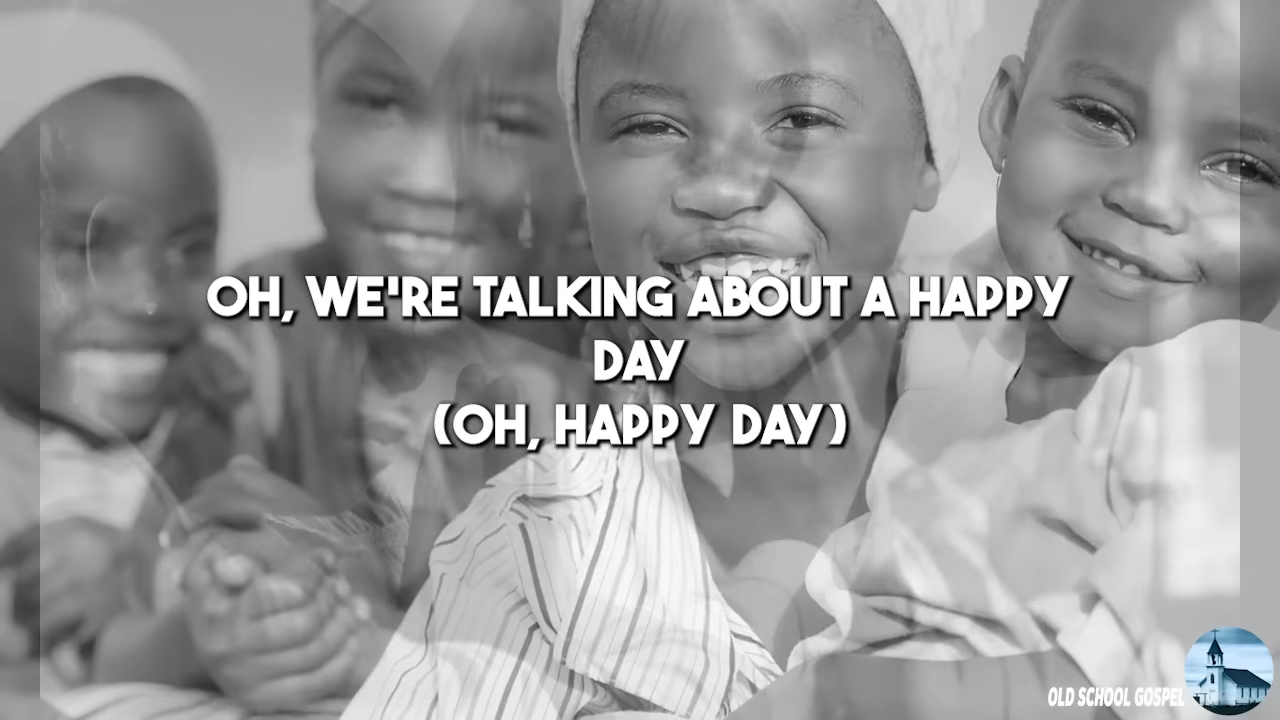 OH, WE'RE TALKING ABOUT A HAPPY
DAY
(OH, HAPPY DAY)
OLD SCHOOL GOSPEL